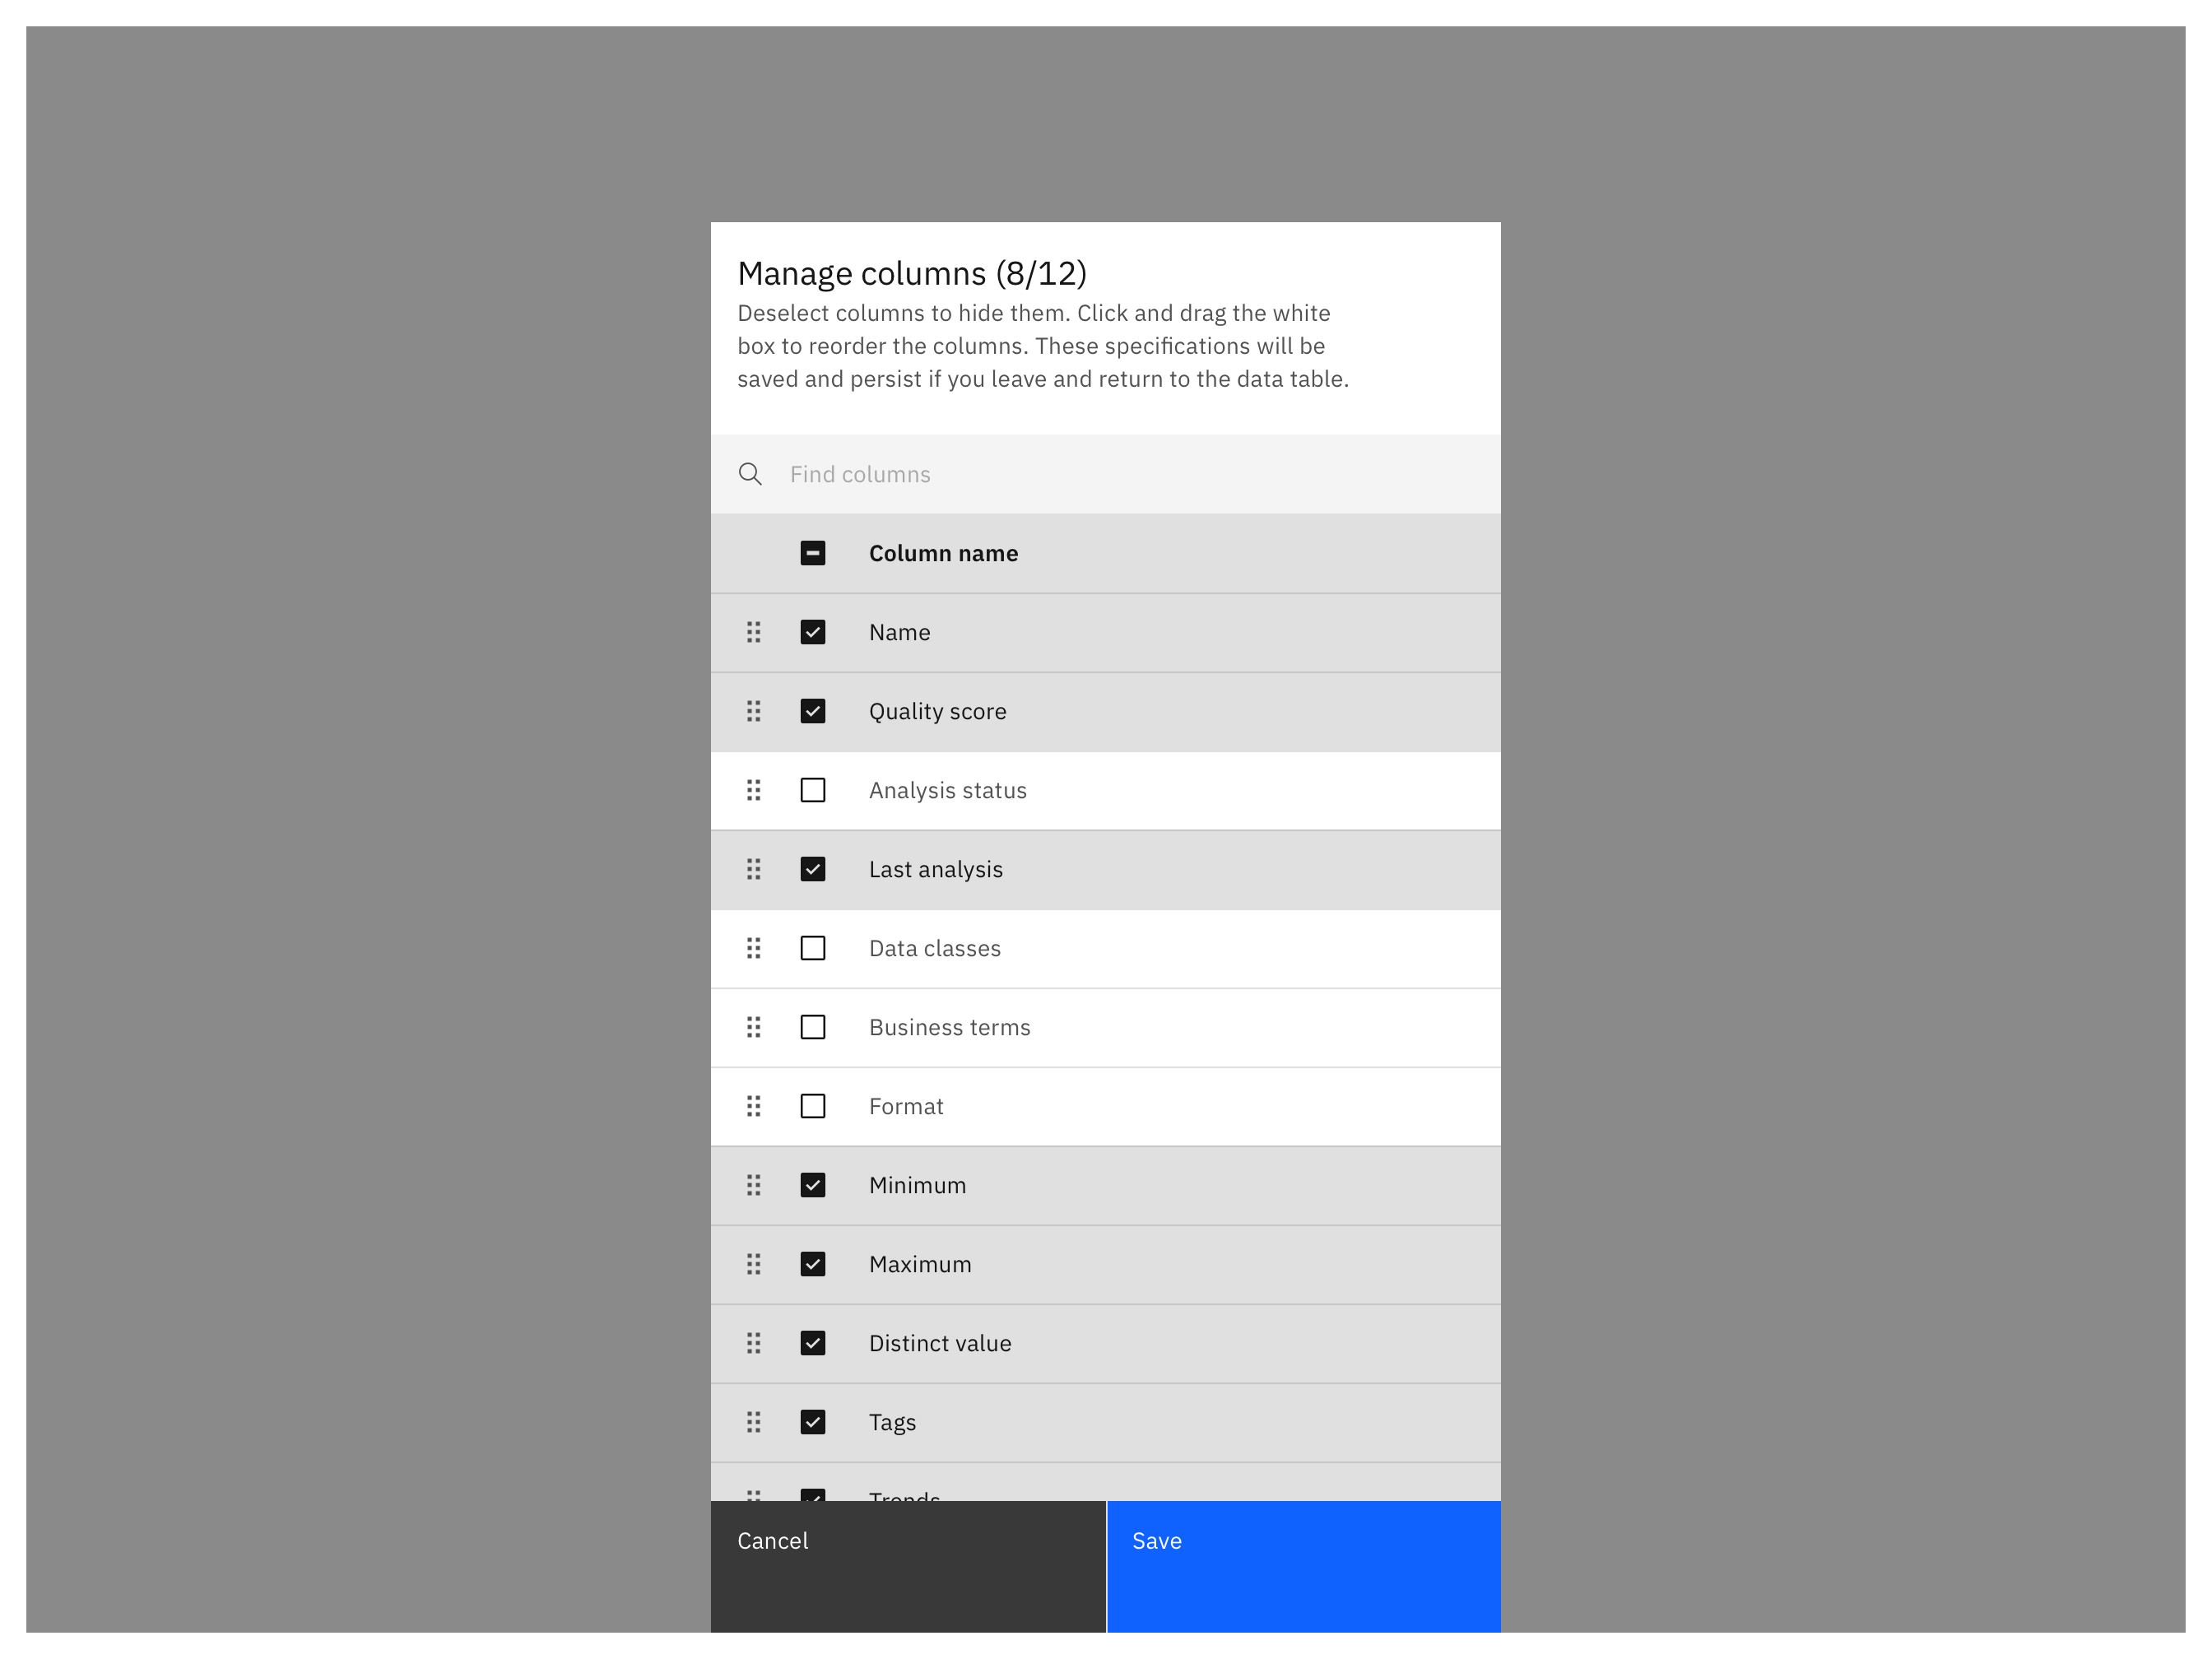 Manage columns (8/12)
Deselect columns to hide them. Click and drag the white
box to reorder the columns. These specifications will be
saved and persist if you leave and return to the data table.
Find columns
Column name
Name
Quality score
Analysis status
Last analysis
Data classes
Business terms
Format
Minimum
Maximum
Distinct value
Tags
Trends
Cancel
Save